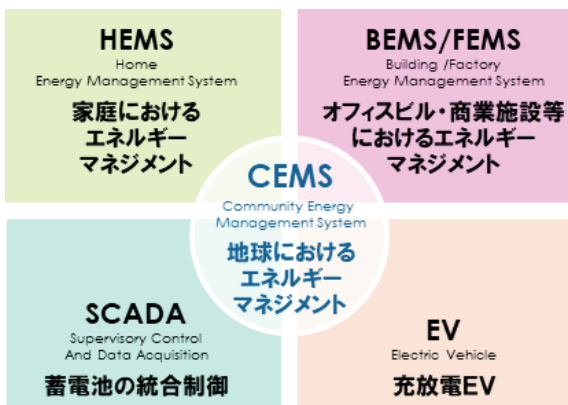 HEMS
Home
Energy Management System
家庭における
エネルギー
マネジメント
BEMS/FEMS
Building /Factory
Energy Management System
オフィスビル・商業施設等
におけるエネルギー
マネジメント
CEMS
Community Energy
Management System
地球における
エネルギー
マネジメント
SCADA
Supervisory Control
And Data Acquisition
蓄電池の統合制御
EV
Electric Vehicle
充放電EV